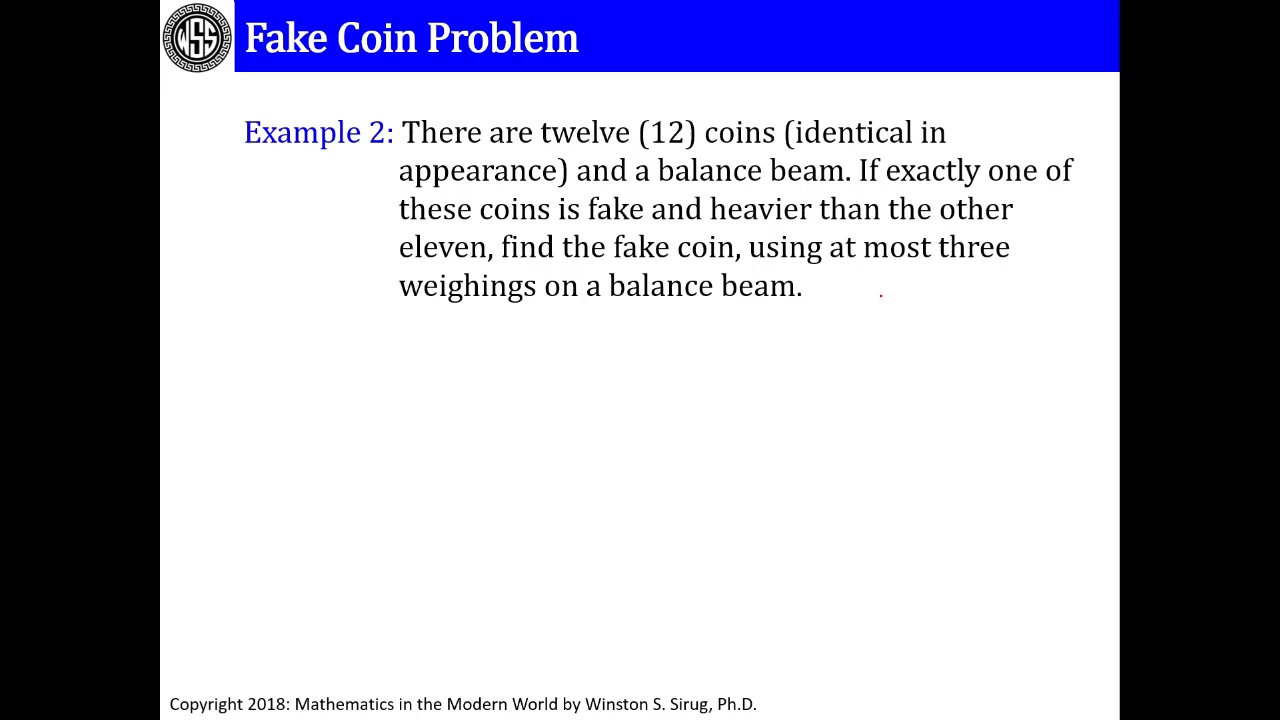 WSS
Fake Coin Problem
Example 2: There are twelve (12) coins (identical in
appearance) and a balance beam. If exactly one of
these coins is fake and heavier than the other
eleven, find the fake coin, using at most three
weighings on a balance beam.
Copyright 2018: Mathematics in the Modern World by Winston S. Sirug, Ph.D.